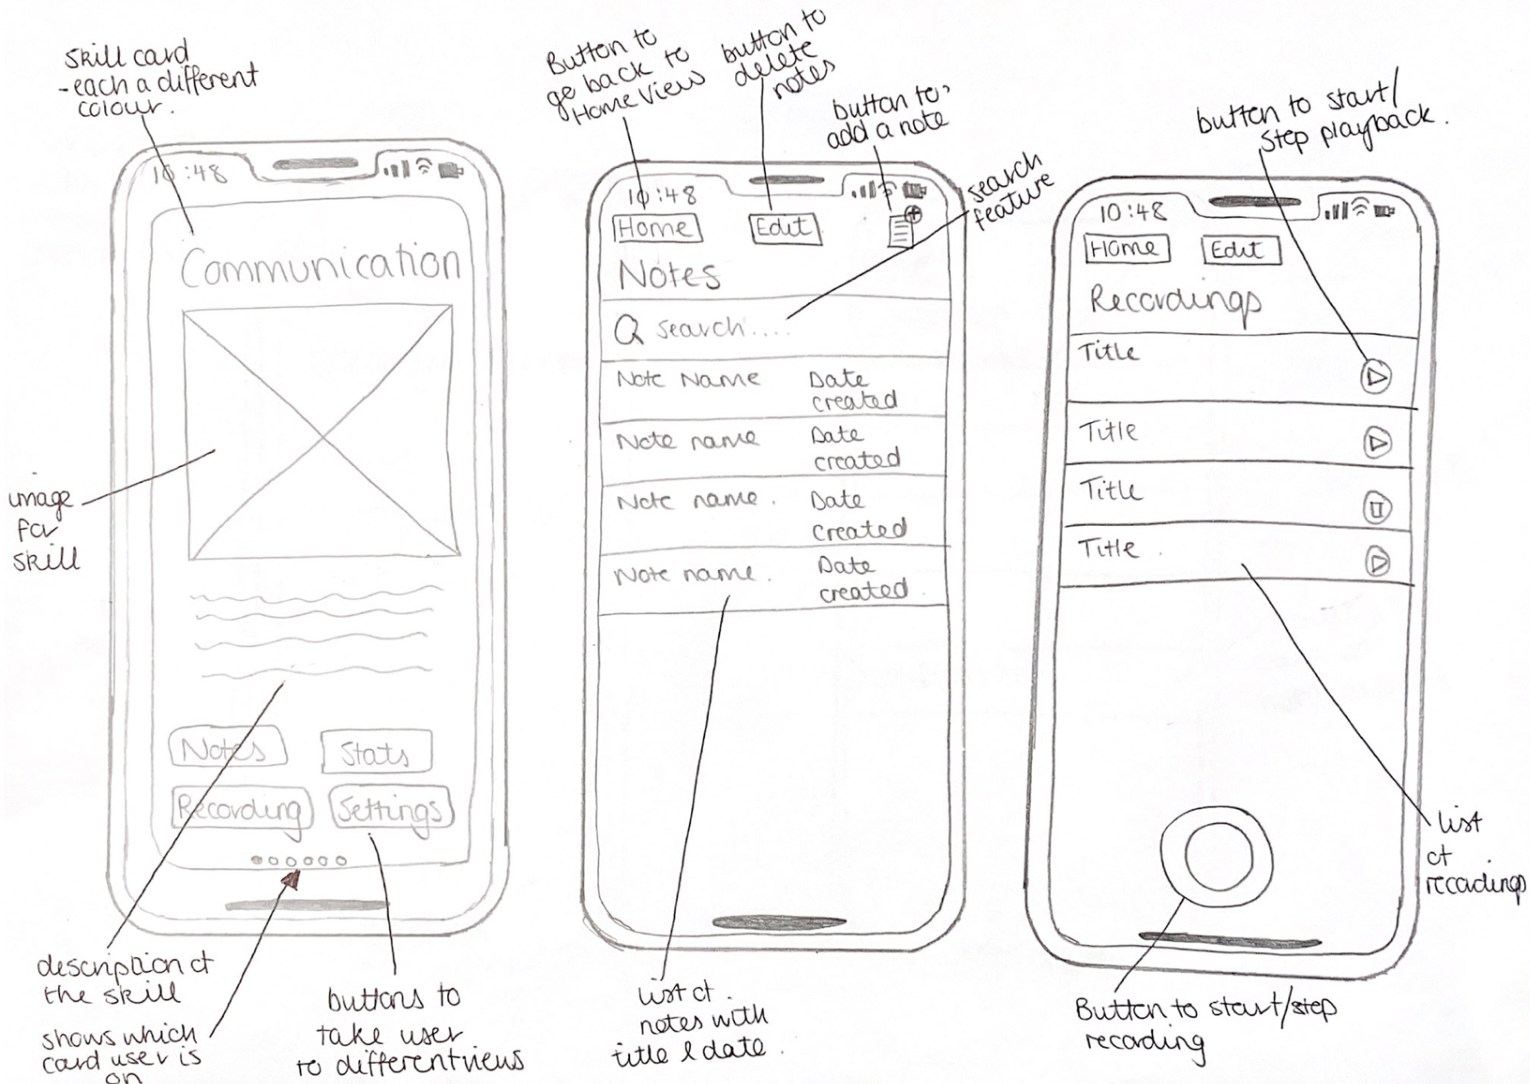 skill card
- each a different
colour.
10:48
Communication
image
for
skill
Notes
Stats
Recording
Settings
description of
the skill
shows which
card user is
on
buttons to
take user
to different views
Button to
go back to
Home View
button to
delete
notes
button to
add a note
search
feature
10:48
Home
Edit
Notes
search....
Note Name
Date
created
Note name
Date
created
Note name.
Date
created
Note name.
Date
created
list of
notes with
title & date
button to start/
stop playback.
10:48
Home
Edit
Recordings
Title
Title
Title
Title
list
of
recordings
Button to start/stop
recording